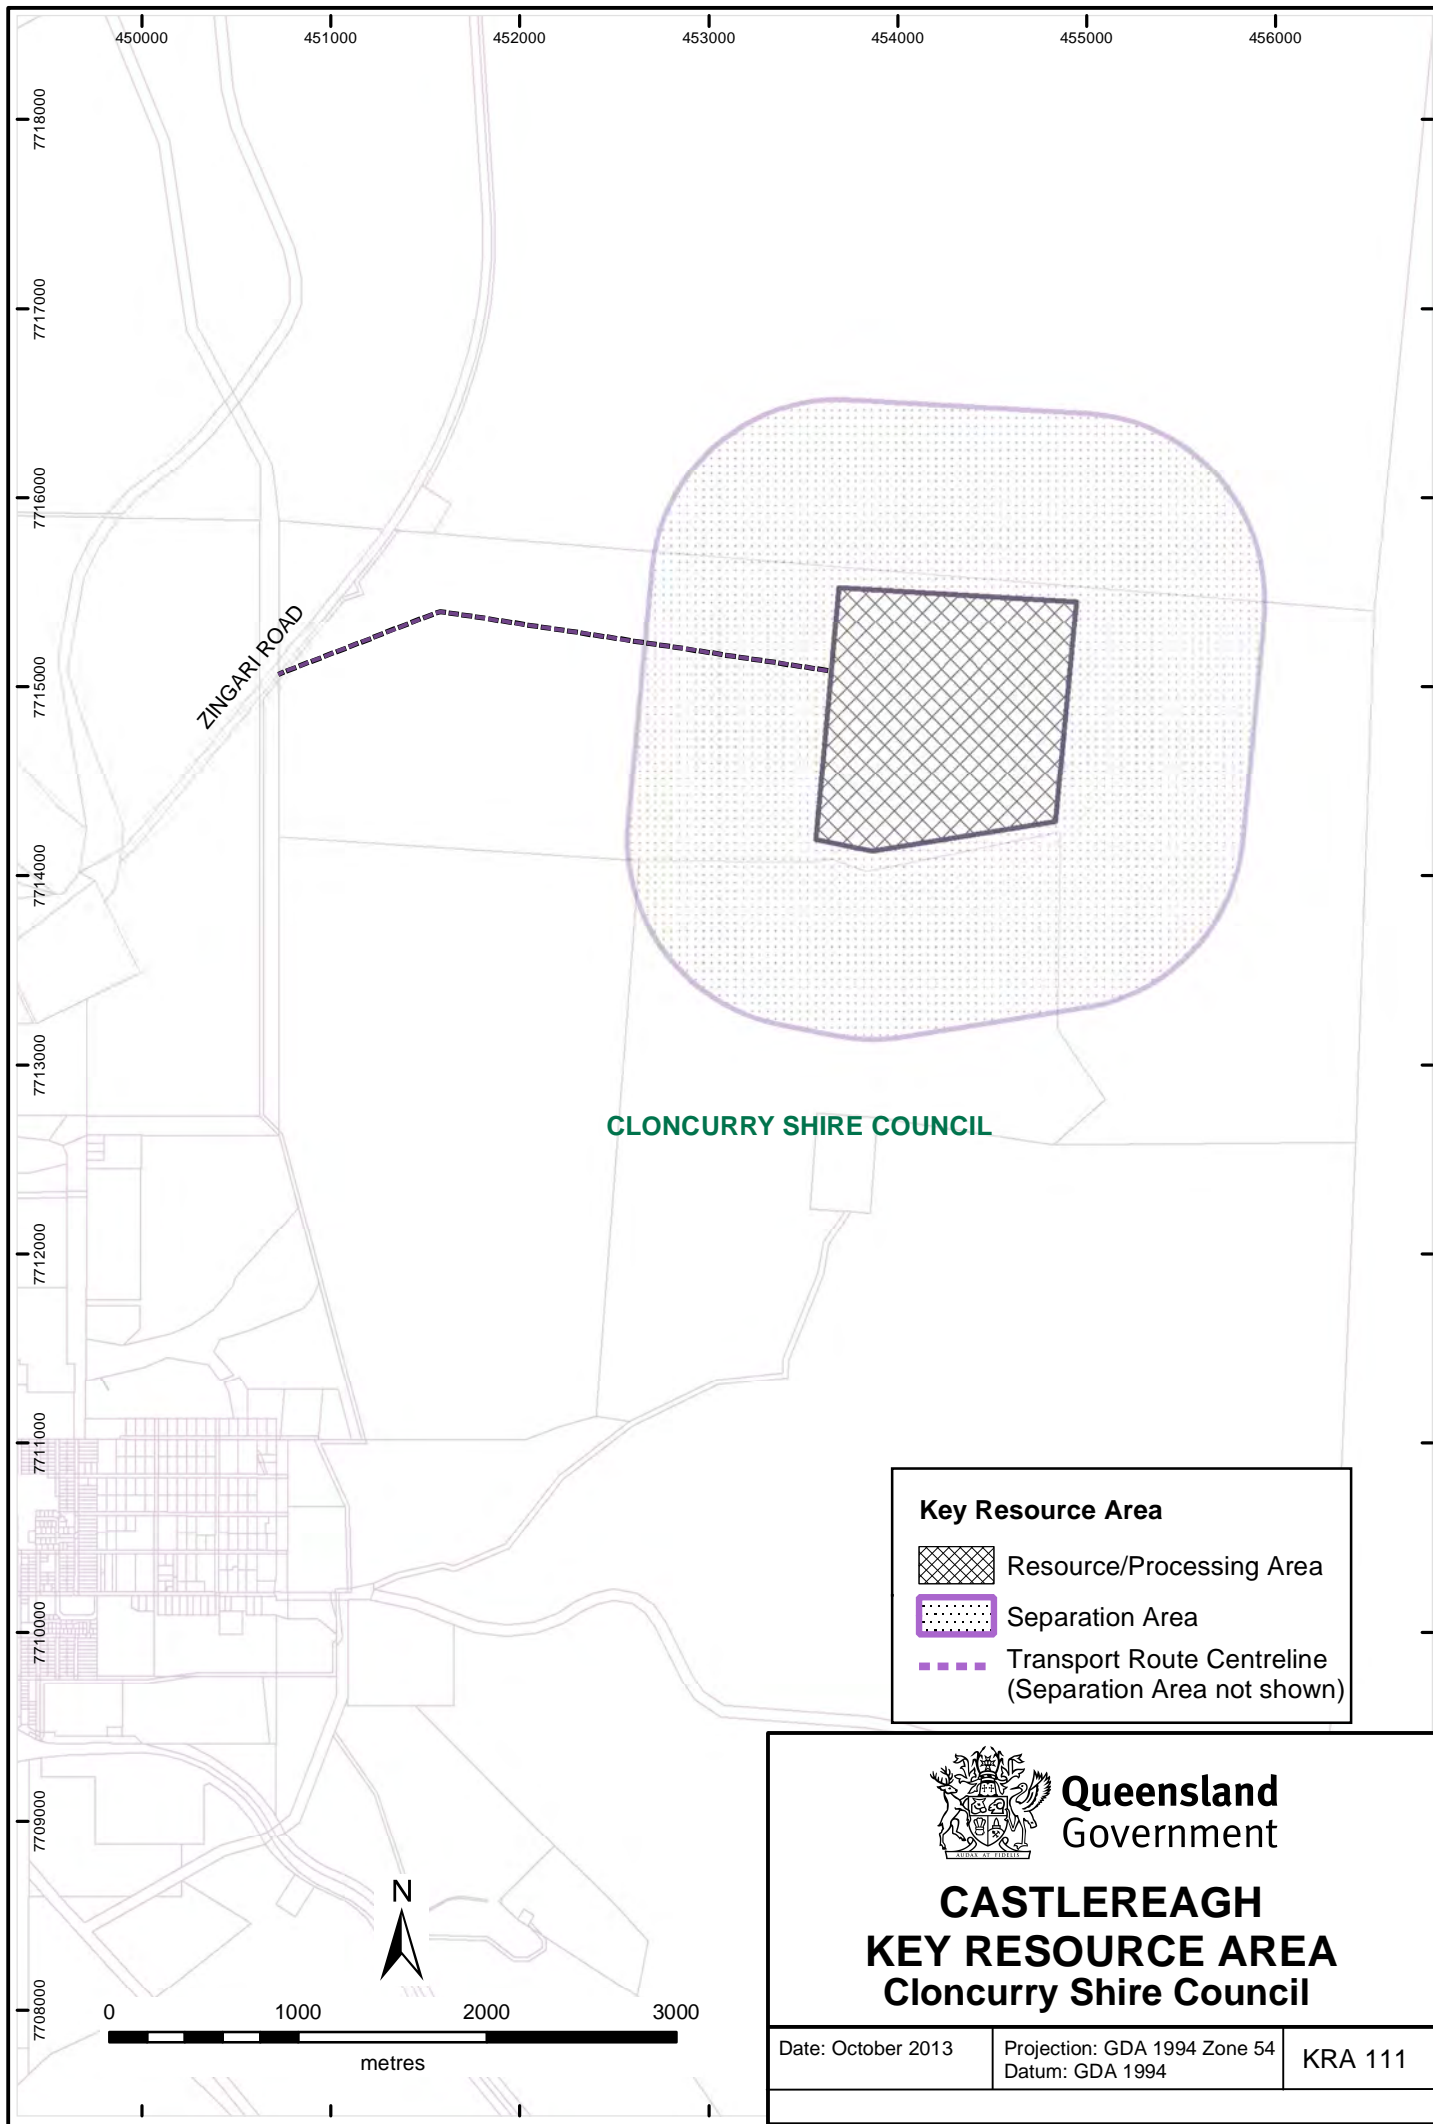 450000
451000
452000
453000
454000
455000
456000
7718000
7717000
7716000
7715000
7714000
7713000
7712000
7711000
7710000
7709000
7708000
ZINGARI ROAD
CLONCURRY SHIRE COUNCIL
Key Resource Area
Resource/Processing Area
Separation Area
Transport Route Centreline
(Separation Area not shown)
N
0
1000
2000
3000
metres
AUDAX AT FIDELIS
Queensland
Government
CASTLEREAGH
KEY RESOURCE AREA
Cloncurry Shire Council
Date: October 2013
Projection: GDA 1994 Zone 54
Datum: GDA 1994
KRA 111